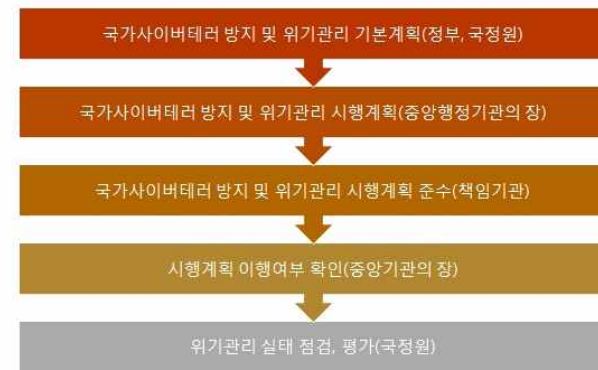 국가사이버테러 방지 및 위기관리 기본계획(정부, 국정원)
국가사이버테러 방지 및 위기관리 시행계획(중앙행정기관의 장)
국가사이버테러 방지 및 위기관리 시행계획 준수(책임기관)
시행계획 이행여부 확인(중앙기관의 장)
위기관리 실태 점검, 평가(국정원)